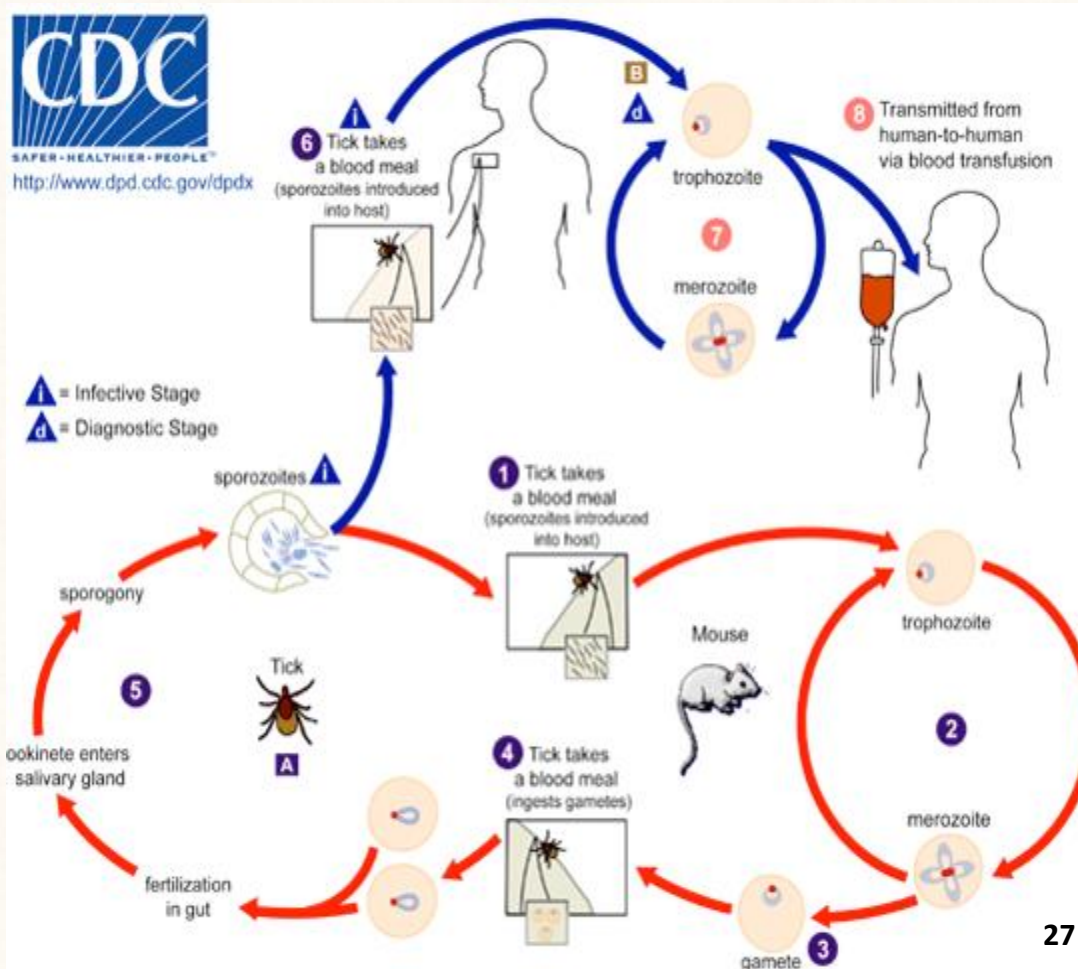 CDC
SAFER•HEALTHIER•PEOPLE™
http://www.dpd.cdc.gov/dpdx
i
6 Tick takes
a blood meal
(sporozoites introduced
into host)
B
d
trophozoite
7
merozoite
8 Transmitted from
human-to-human
via blood transfusion
i = Infective Stage
d = Diagnostic Stage
sporozoites i
1 Tick takes
a blood meal
(sporozoites introduced
into host)
trophozoite
sporogony
Mouse
Tick
5
A
2
ookinete enters
salivary gland
4 Tick takes
a blood meal
(ingests gametes)
merozoite
fertilization
in gut
gamete 3
27